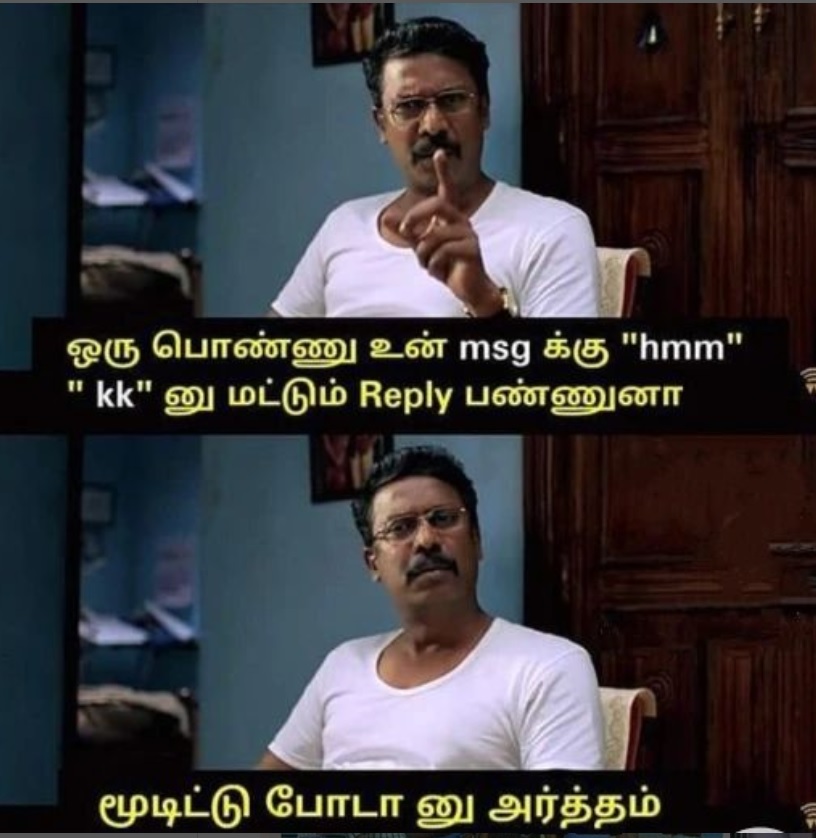 ஒரு பொண்ணு உன் msg க்கு "hmm"
" kk" னு மட்டும் Reply பண்ணுனா
மூடிட்டு போடா னு அர்த்தம்